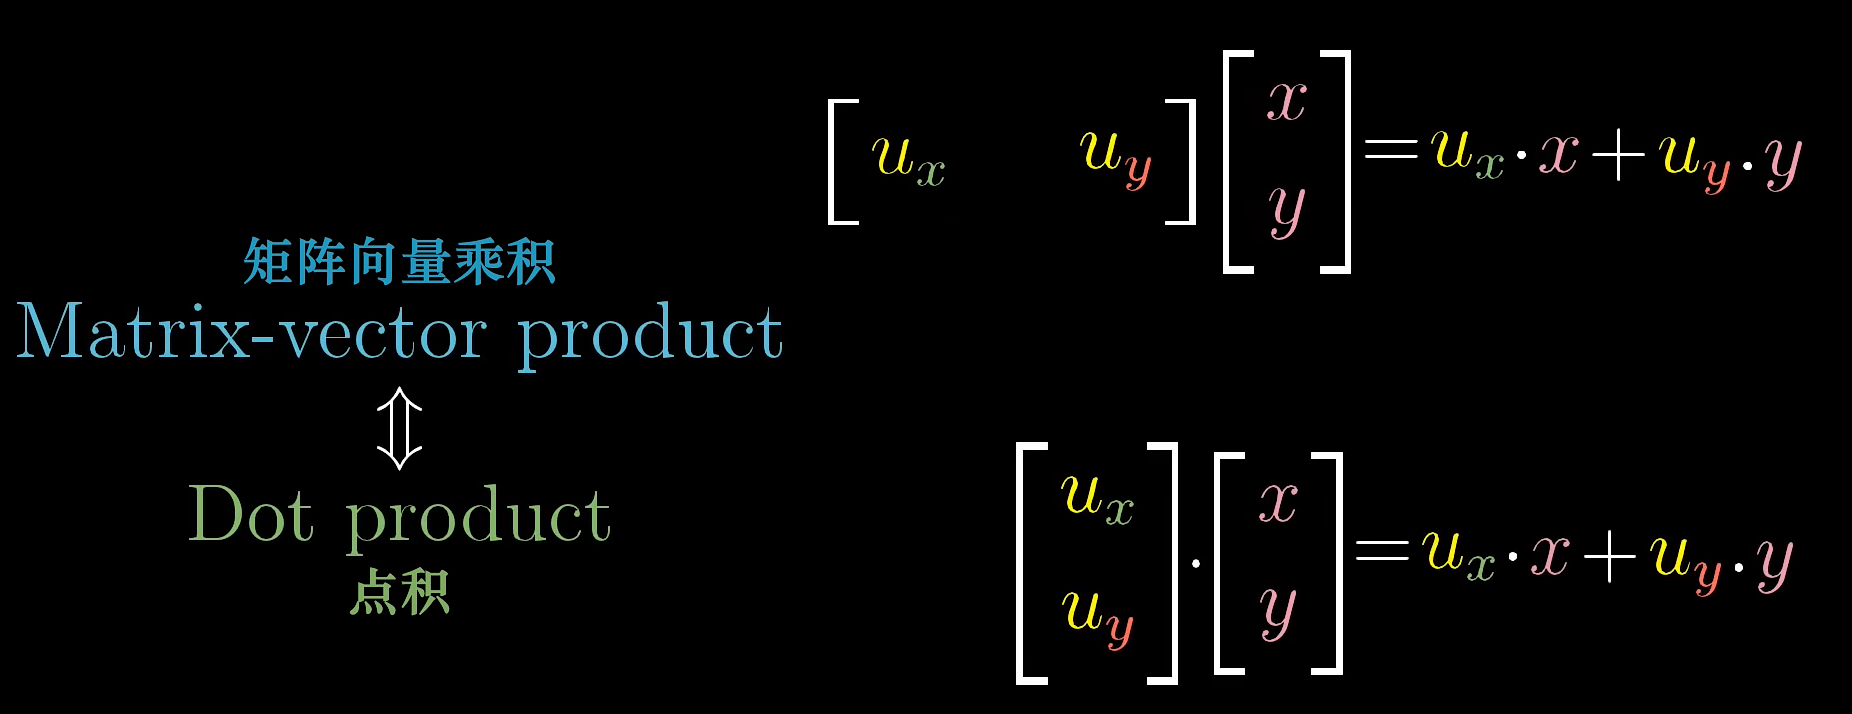 矩阵向量乘积
Matrix-vector product
⇕
Dot product
点积
[u_x u_y] [x y] = u_x · x + u_y · y
[u_x u_y] · [x y] = u_x · x + u_y · y